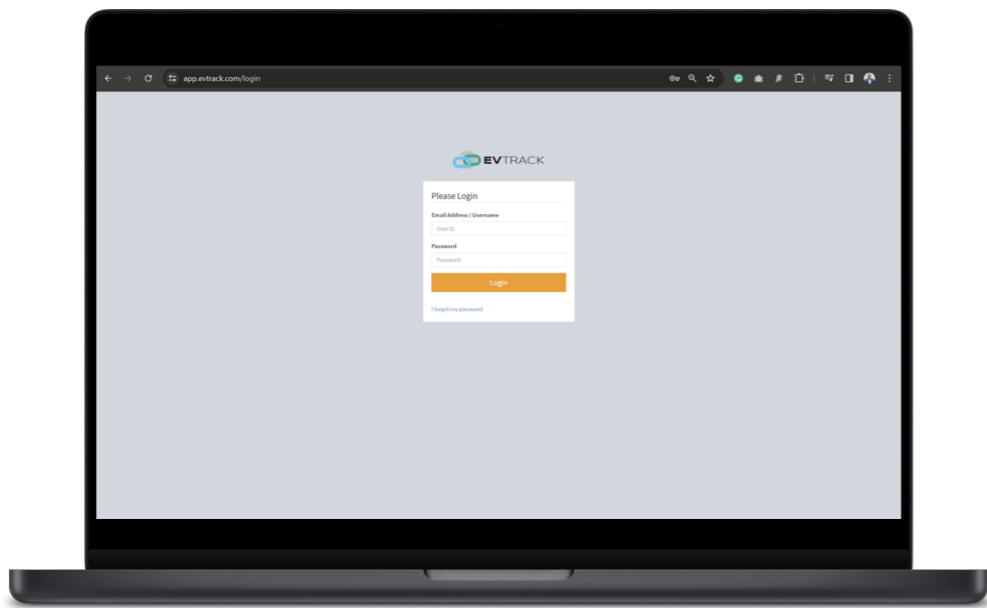 app.evtrack.com/login
EVTRACK
Please Login
Email Address / Username
User ID
Password
Password
Login
I forgot my password